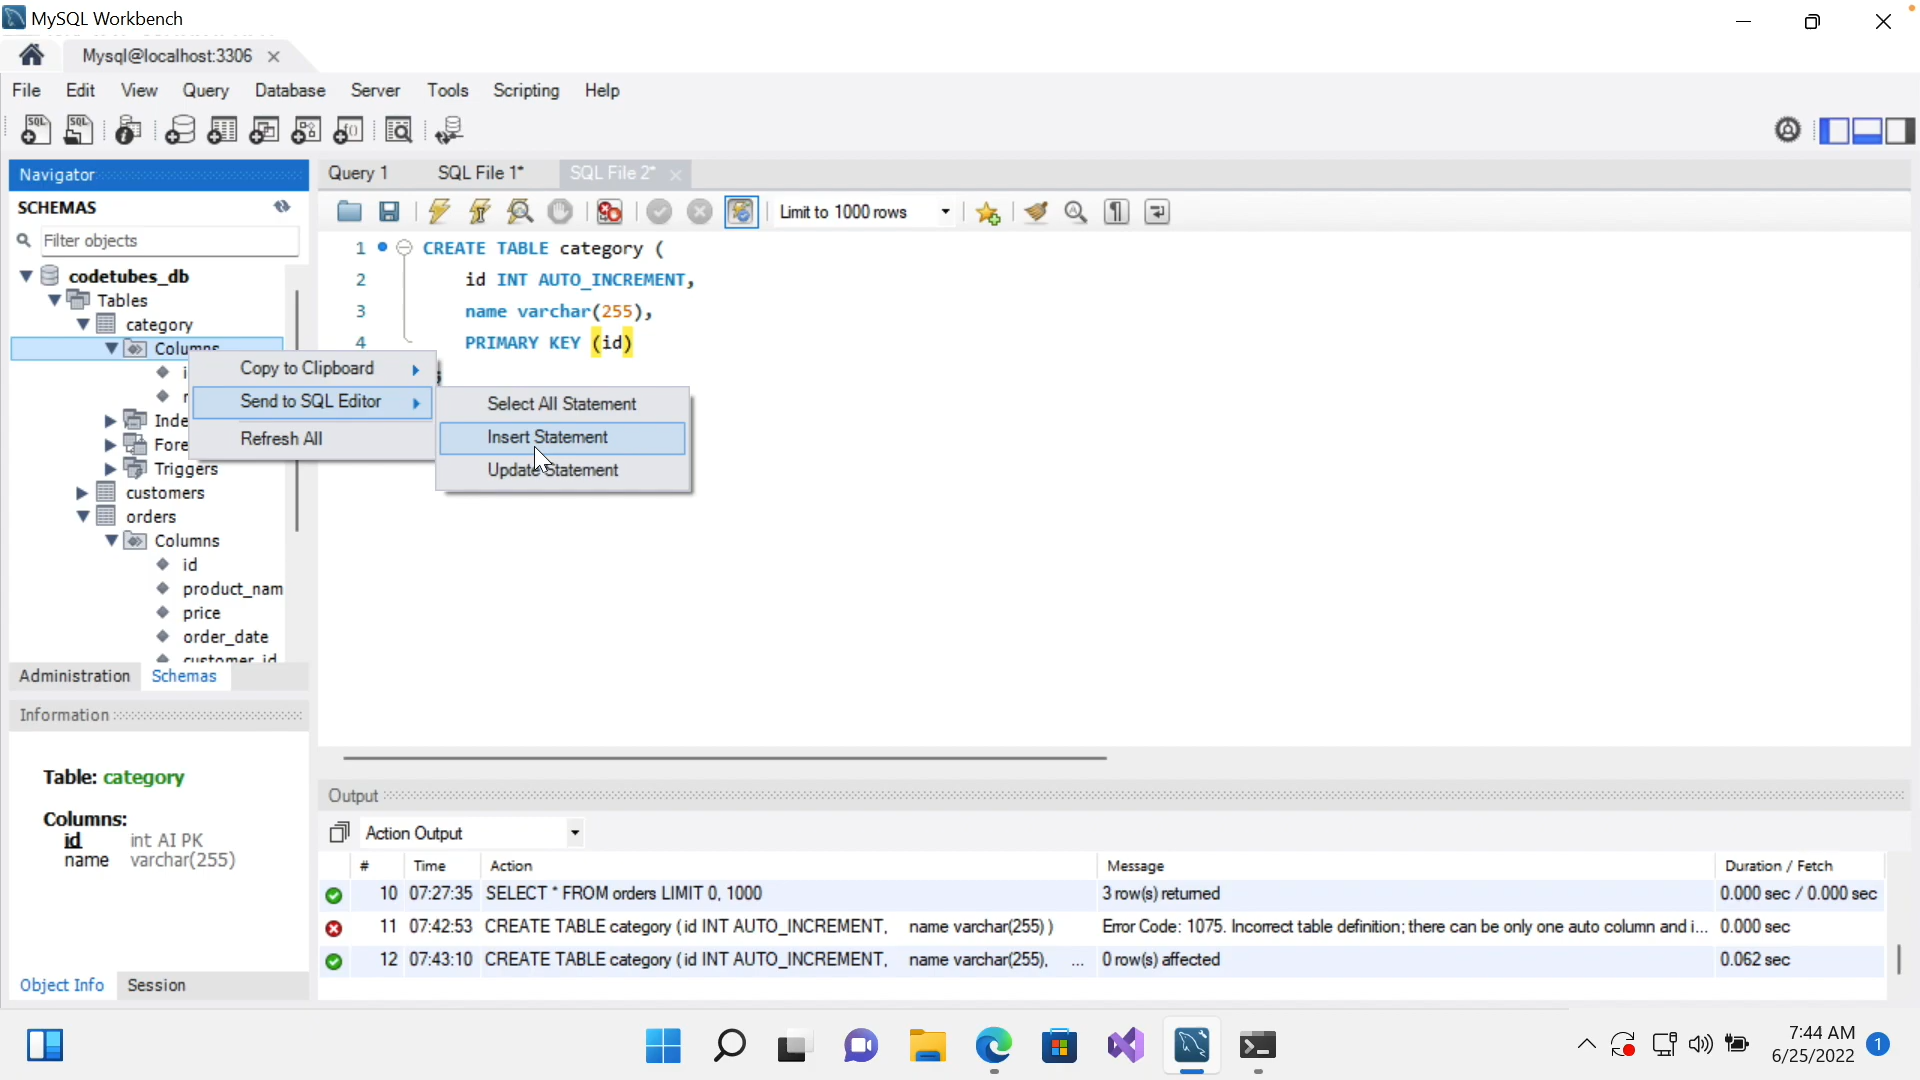 MySQL Workbench
Mysql@localhost:3306
File Edit View Query Database Server Tools Scripting Help
Navigator
SCHEMAS
Filter objects
codetubes_db
Tables
category
Columns
Inde
Fore
Triggers
customers
orders
Columns
id
product_nam
price
order_date
customer_id
Administration Schemas
Information
Table: category
Columns:
id int AI PK
name varchar(255)
Object Info Session
Query 1 SQL File 1* SQL File 2*
Limit to 1000 rows
1 CREATE TABLE category (
2 id INT AUTO_INCREMENT,
3 name varchar(255),
4 PRIMARY KEY (id)
;
Copy to Clipboard
Send to SQL Editor
Refresh All
Select All Statement
Insert Statement
Update Statement
Output
Action Output
# Time Action Message Duration / Fetch
10 07:27:35 SELECT * FROM orders LIMIT 0, 1000 3 row(s) returned 0.000 sec / 0.000 sec
11 07:42:53 CREATE TABLE category ( id INT AUTO_INCREMENT, name varchar(255) ) Error Code: 1075. Incorrect table definition; there can be only one auto column and i... 0.000 sec
12 07:43:10 CREATE TABLE category ( id INT AUTO_INCREMENT, name varchar(255), ... 0 row(s) affected 0.062 sec
7:44 AM
6/25/2022
1